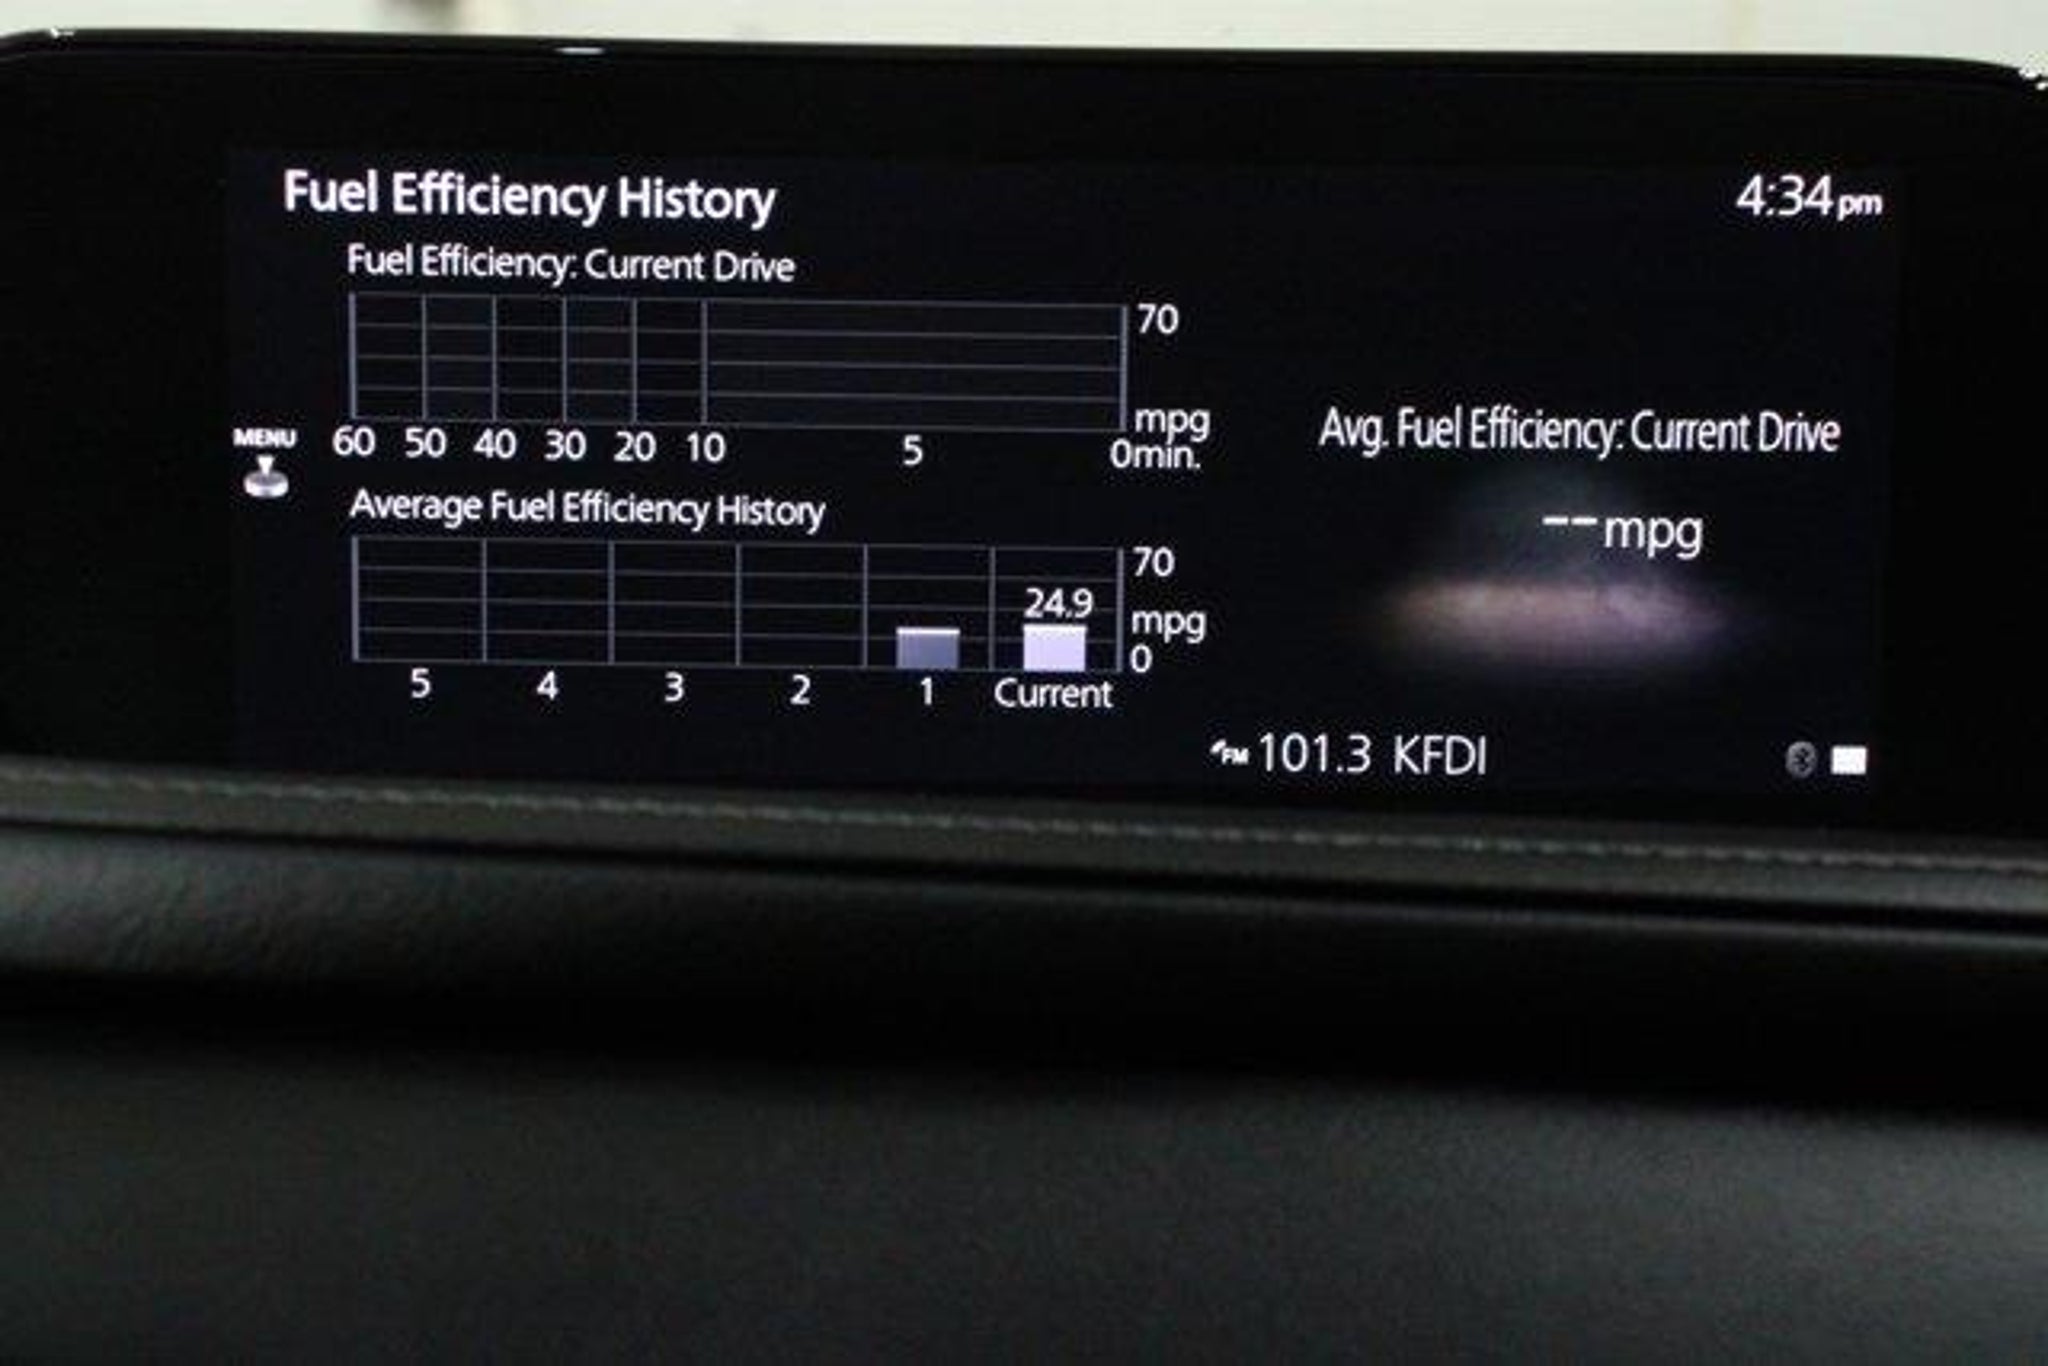 Fuel Efficiency History
4:34 pm
Fuel Efficiency: Current Drive
70
mpg
60 50 40 30 20 10 5 0min.
MENU
Average Fuel Efficiency History
70
24.9
mpg
0
5 4 3 2 1 Current
Avg. Fuel Efficiency: Current Drive
--mpg
FM 101.3 KFDI